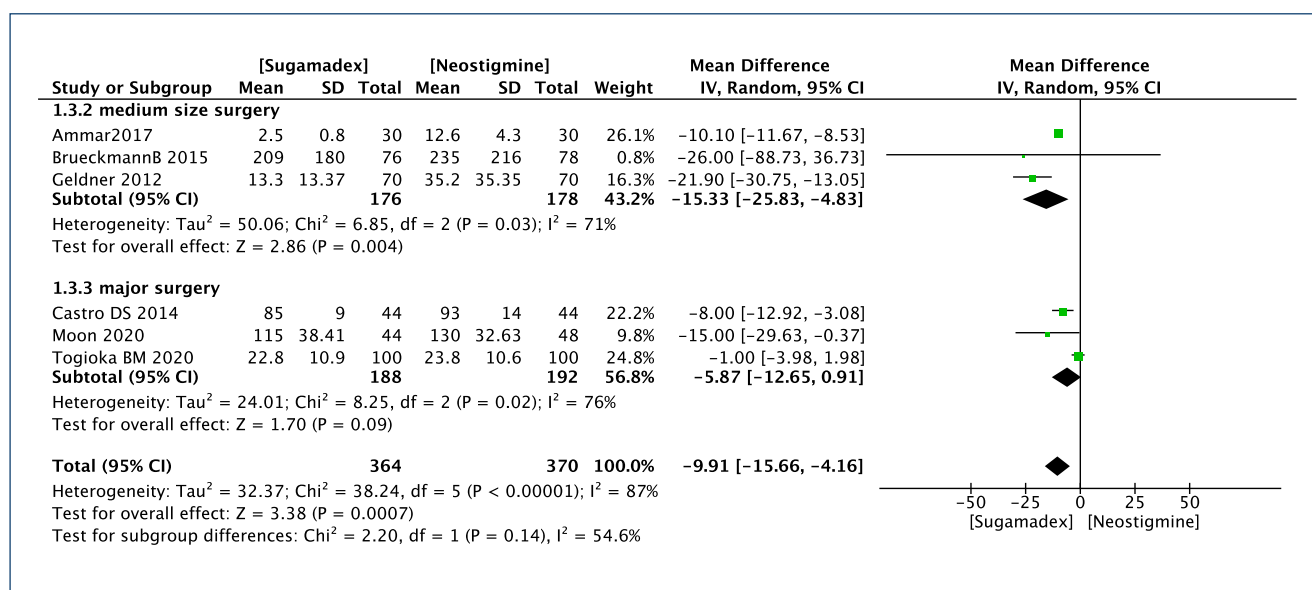 [Sugamadex] [Neostigmine] Mean Difference Mean Difference
Study or Subgroup Mean SD Total Mean SD Total Weight IV, Random, 95% CI IV, Random, 95% CI
1.3.2 medium size surgery
Ammar2017 2.5 0.8 30 12.6 4.3 30 26.1% −10.10 [−11.67, −8.53]
BrueckmannB 2015 209 180 76 235 216 78 0.8% −26.00 [−88.73, 36.73]
Geldner 2012 13.3 13.37 70 35.2 35.35 70 16.3% −21.90 [−30.75, −13.05]
Subtotal (95% CI) 176 178 43.2% −15.33 [−25.83, −4.83]
Heterogeneity: Tau² = 50.06; Chi² = 6.85, df = 2 (P = 0.03); I² = 71%
Test for overall effect: Z = 2.86 (P = 0.004)
1.3.3 major surgery
Castro DS 2014 85 9 44 93 14 44 22.2% −8.00 [−12.92, −3.08]
Moon 2020 115 38.41 44 130 32.63 48 9.8% −15.00 [−29.63, −0.37]
Togioka BM 2020 22.8 10.9 100 23.8 10.6 100 24.8% −1.00 [−3.98, 1.98]
Subtotal (95% CI) 188 192 56.8% −5.87 [−12.65, 0.91]
Heterogeneity: Tau² = 24.01; Chi² = 8.25, df = 2 (P = 0.02); I² = 76%
Test for overall effect: Z = 1.70 (P = 0.09)
Total (95% CI) 364 370 100.0% −9.91 [−15.66, −4.16]
Heterogeneity: Tau² = 32.37; Chi² = 38.24, df = 5 (P < 0.00001); I² = 87%
Test for overall effect: Z = 3.38 (P = 0.0007)
Test for subgroup differences: Chi² = 2.20, df = 1 (P = 0.14), I² = 54.6%
−50 −25 0 25 50
[Sugamadex] [Neostigmine]